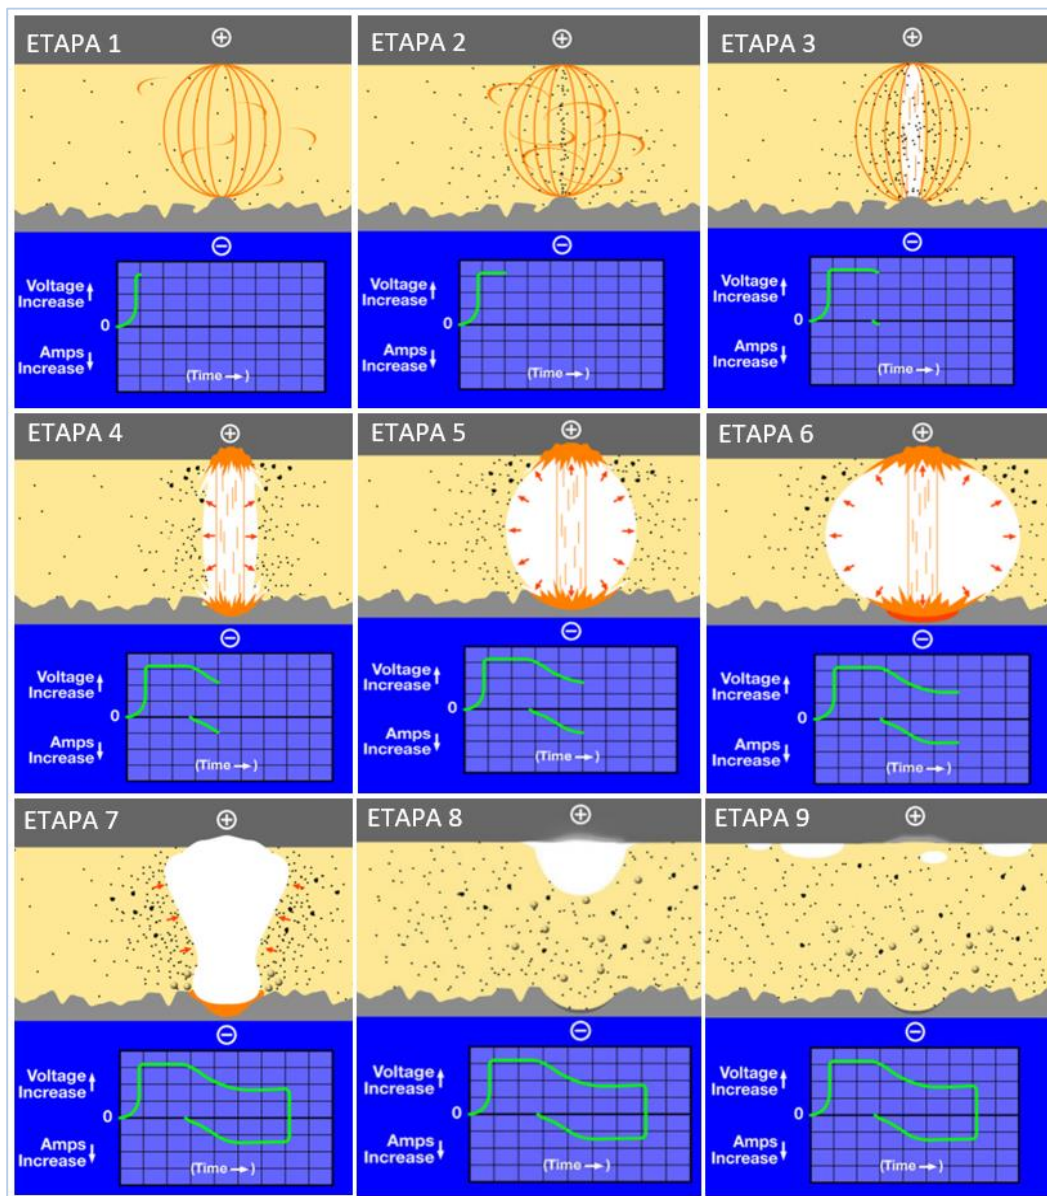 ETAPA 1
+
−
Voltage
Increase ↑
0
Amps ↓
Increase
(Time → )
ETAPA 2
+
−
Voltage
Increase ↑
0
Amps ↓
Increase
(Time → )
ETAPA 3
+
−
Voltage
Increase ↑
0
Amps ↓
Increase
(Time → )
ETAPA 4
+
−
Voltage
Increase ↑
0
Amps ↓
Increase
(Time → )
ETAPA 5
+
−
Voltage
Increase ↑
0
Amps ↓
Increase
(Time → )
ETAPA 6
+
−
Voltage
Increase ↑
0
Amps ↓
Increase
(Time → )
ETAPA 7
+
−
Voltage
Increase ↑
0
Amps ↓
Increase
(Time → )
ETAPA 8
+
−
Voltage
Increase ↑
0
Amps ↓
Increase
(Time → )
ETAPA 9
+
−
Voltage
Increase ↑
0
Amps ↓
Increase
(Time → )